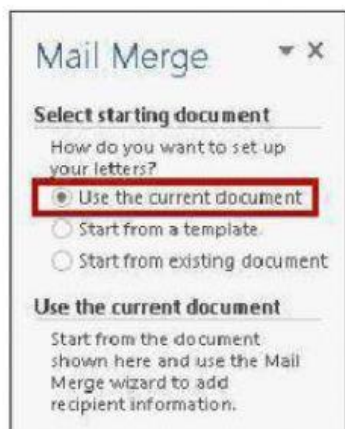 Mail Merge
Select starting document
How do you want to set up
your letters?
Use the current document
Start from a template
Start from existing document
Use the current document
Start from the document
shown here and use the Mail
Merge wizard to add
recipient information.